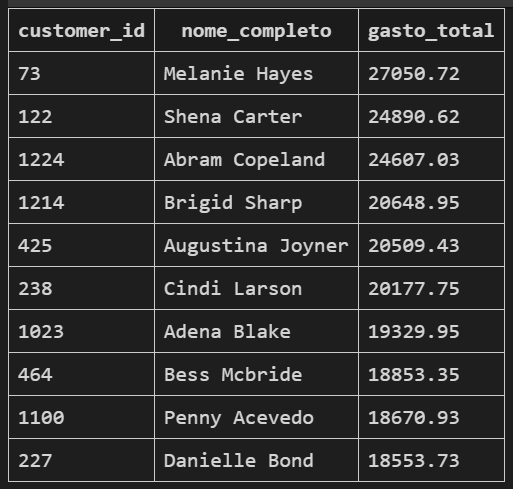 customer_id nome_completo gasto_total
73 Melanie Hayes 27050.72
122 Shena Carter 24890.62
1224 Abram Copeland 24607.03
1214 Brigid Sharp 20648.95
425 Augustina Joyner 20509.43
238 Cindi Larson 20177.75
1023 Adena Blake 19329.95
464 Bess Mcbride 18853.35
1100 Penny Acevedo 18670.93
227 Danielle Bond 18553.73